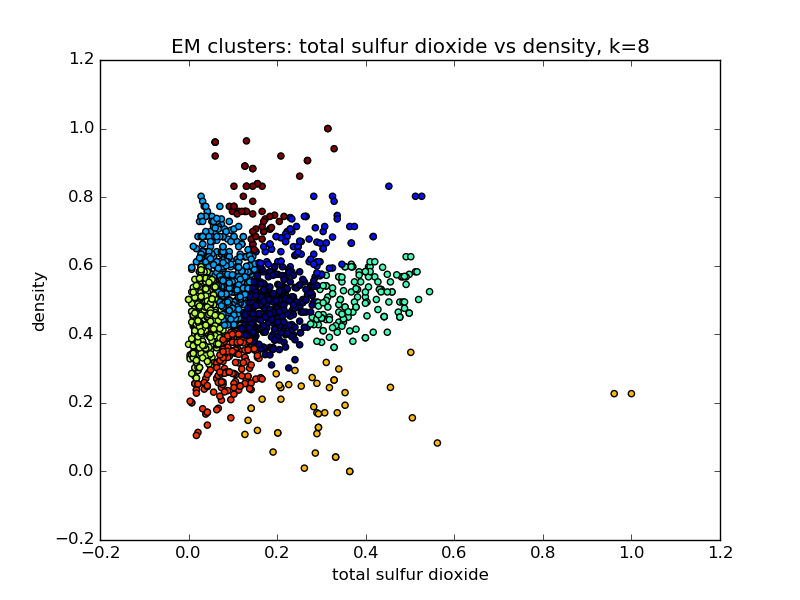 EM clusters: total sulfur dioxide vs density, k=8
1.2
1.0
0.8
0.6
0.4
0.2
0.0
−0.2
density
−0.2 0.0 0.2 0.4 0.6 0.8 1.0 1.2
total sulfur dioxide